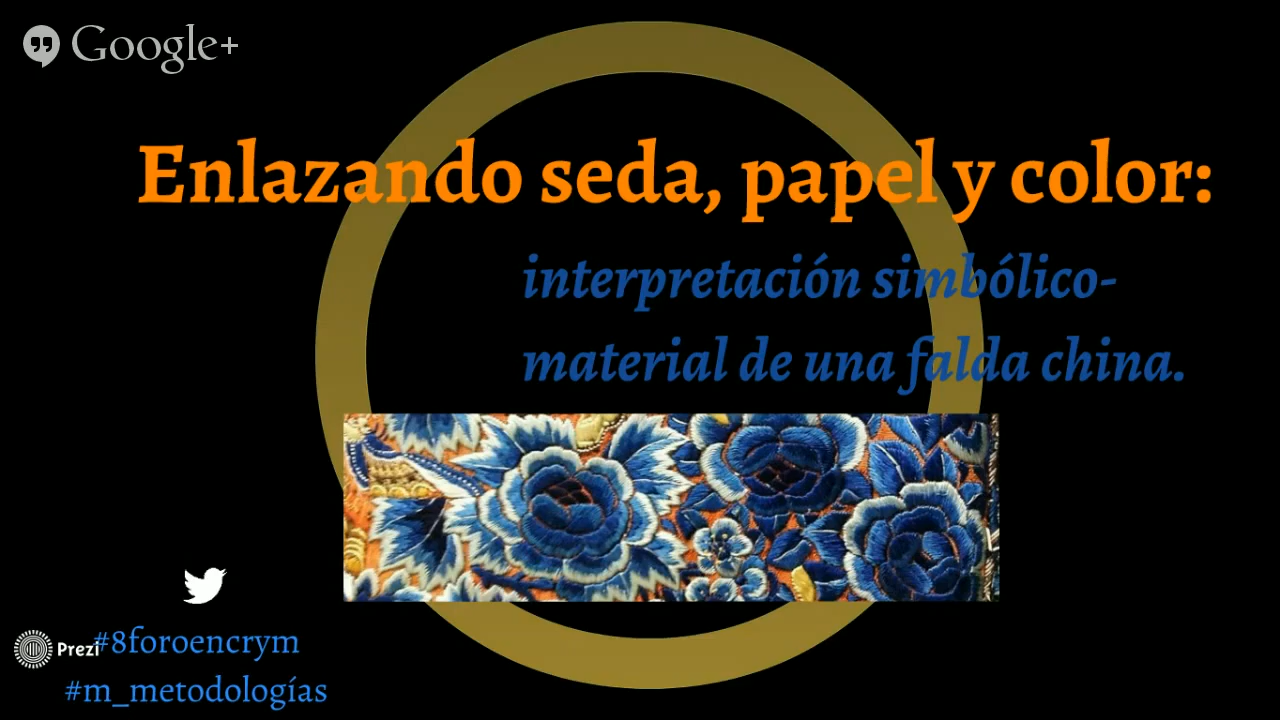 Google+
Enlazando seda, papel y color:
interpretación simbólico-
material de una falda china.
#8foroencrym
Prezi
#m_metodologías